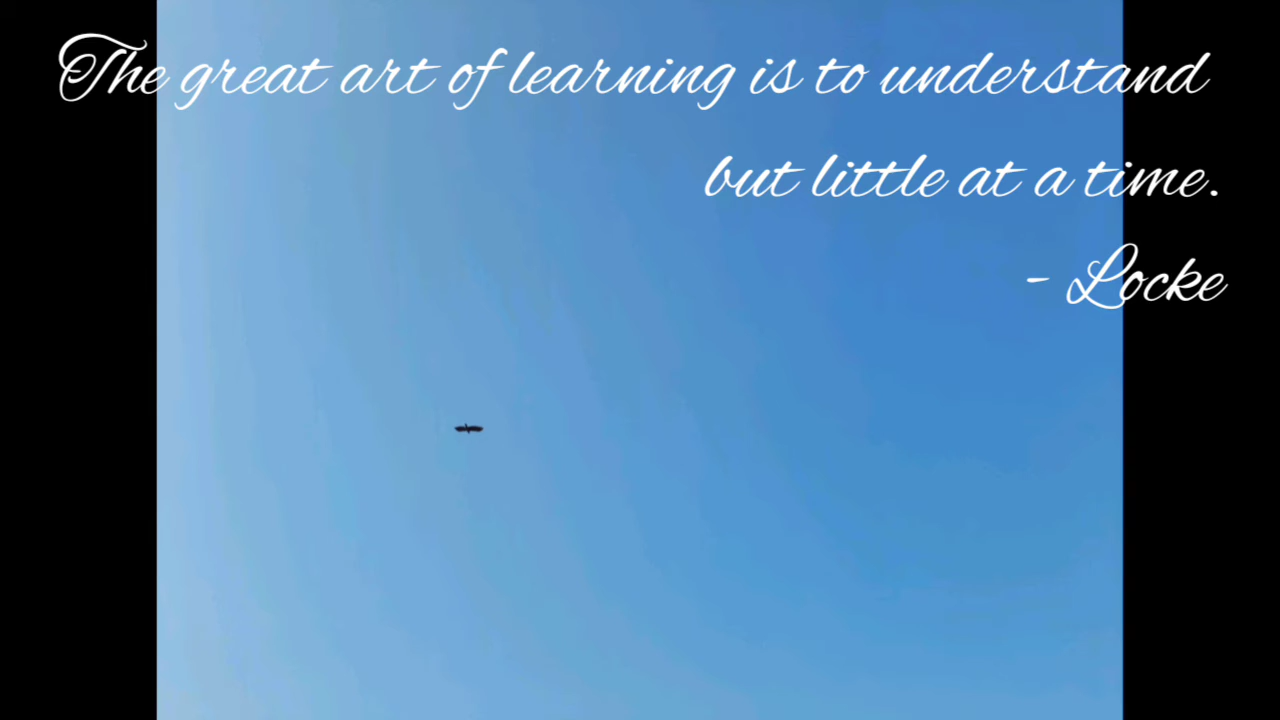 The great art of learning is to understand
but little at a time.
- Locke